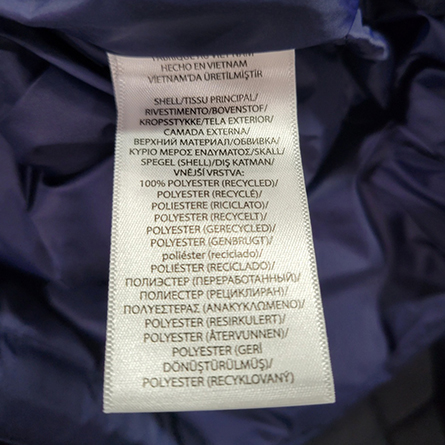 HECHO EN VIETNAM
VIETNAM'DA ÜRETİLMİŞTİR
SHELL/TISSU PRINCIPAL/
RIVESTIMENTO/BOVENSTOF/
KROPSSTYKKE/TELA EXTERIOR/
CAMADA EXTERNA/
ВЕРХНИЙ МАТЕРИАЛ/ОБВИВКА/
ΚΥΡΙΟ ΜΕΡΟΣ ΕΝΔΥΜΑΤΟΣ/SKALL/
SPEGEL (SHELL)/DIŞ KATMAN/
VNĚJŠÍ VRSTVA:
100% POLYESTER (RECYCLED)/
POLYESTER (RECYCLÉ)/
POLIESTERE (RICICLATO)/
POLYESTER (RECYCELT)/
POLYESTER (GERECYCLED)/
POLYESTER (GENBRUGT)/
poliéster (reciclado)/
POLIÉSTER (RECICLADO)/
ПОЛИЭСТЕР (ПЕРЕРАБОТАННЫЙ)/
ПОЛИЕСТЕР (РЕЦИКЛИРАН)/
ΠΟΛΥΕΣΤΕΡΑΣ (ΑΝΑΚΥΚΛΩΜΕΝΟ)/
POLYESTER (RESIRKULERT)/
POLYESTER (ÅTERVUNNEN)/
POLYESTER (GERİ
DÖNÜŞTÜRÜLMÜŞ)/
POLYESTER (RECYKLOVANÝ)